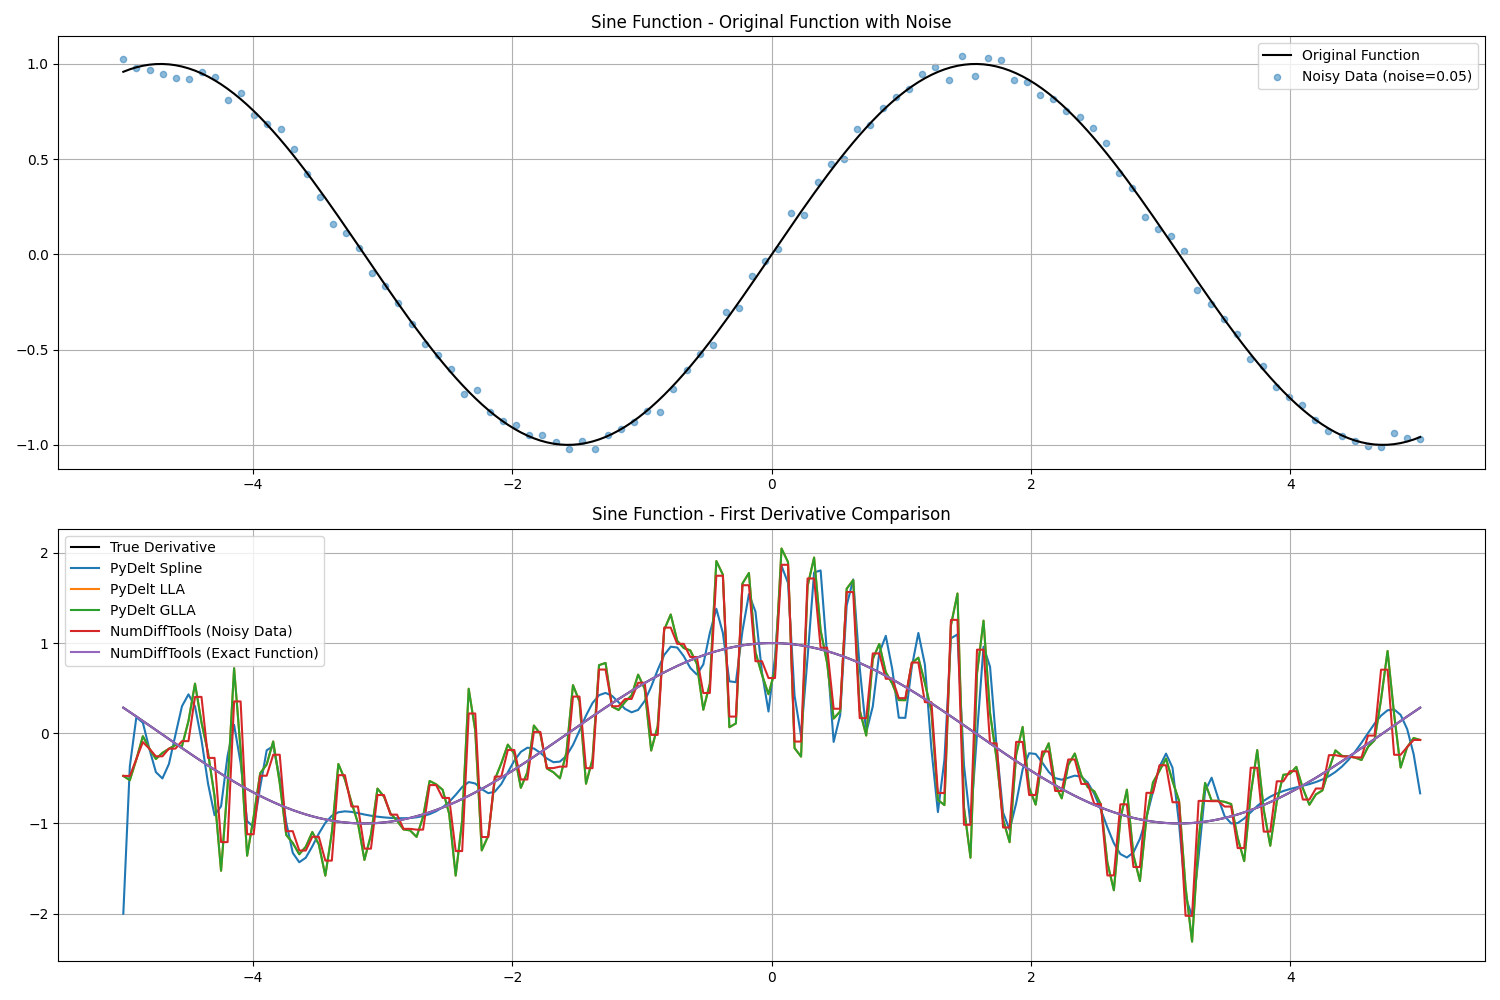 Sine Function - Original Function with Noise
1.0
0.5
0.0
−0.5
−1.0
−4
−2
0
2
4
Original Function
Noisy Data (noise=0.05)
Sine Function - First Derivative Comparison
2
1
0
−1
−2
−4
−2
0
2
4
True Derivative
PyDelt Spline
PyDelt LLA
PyDelt GLLA
NumDiffTools (Noisy Data)
NumDiffTools (Exact Function)